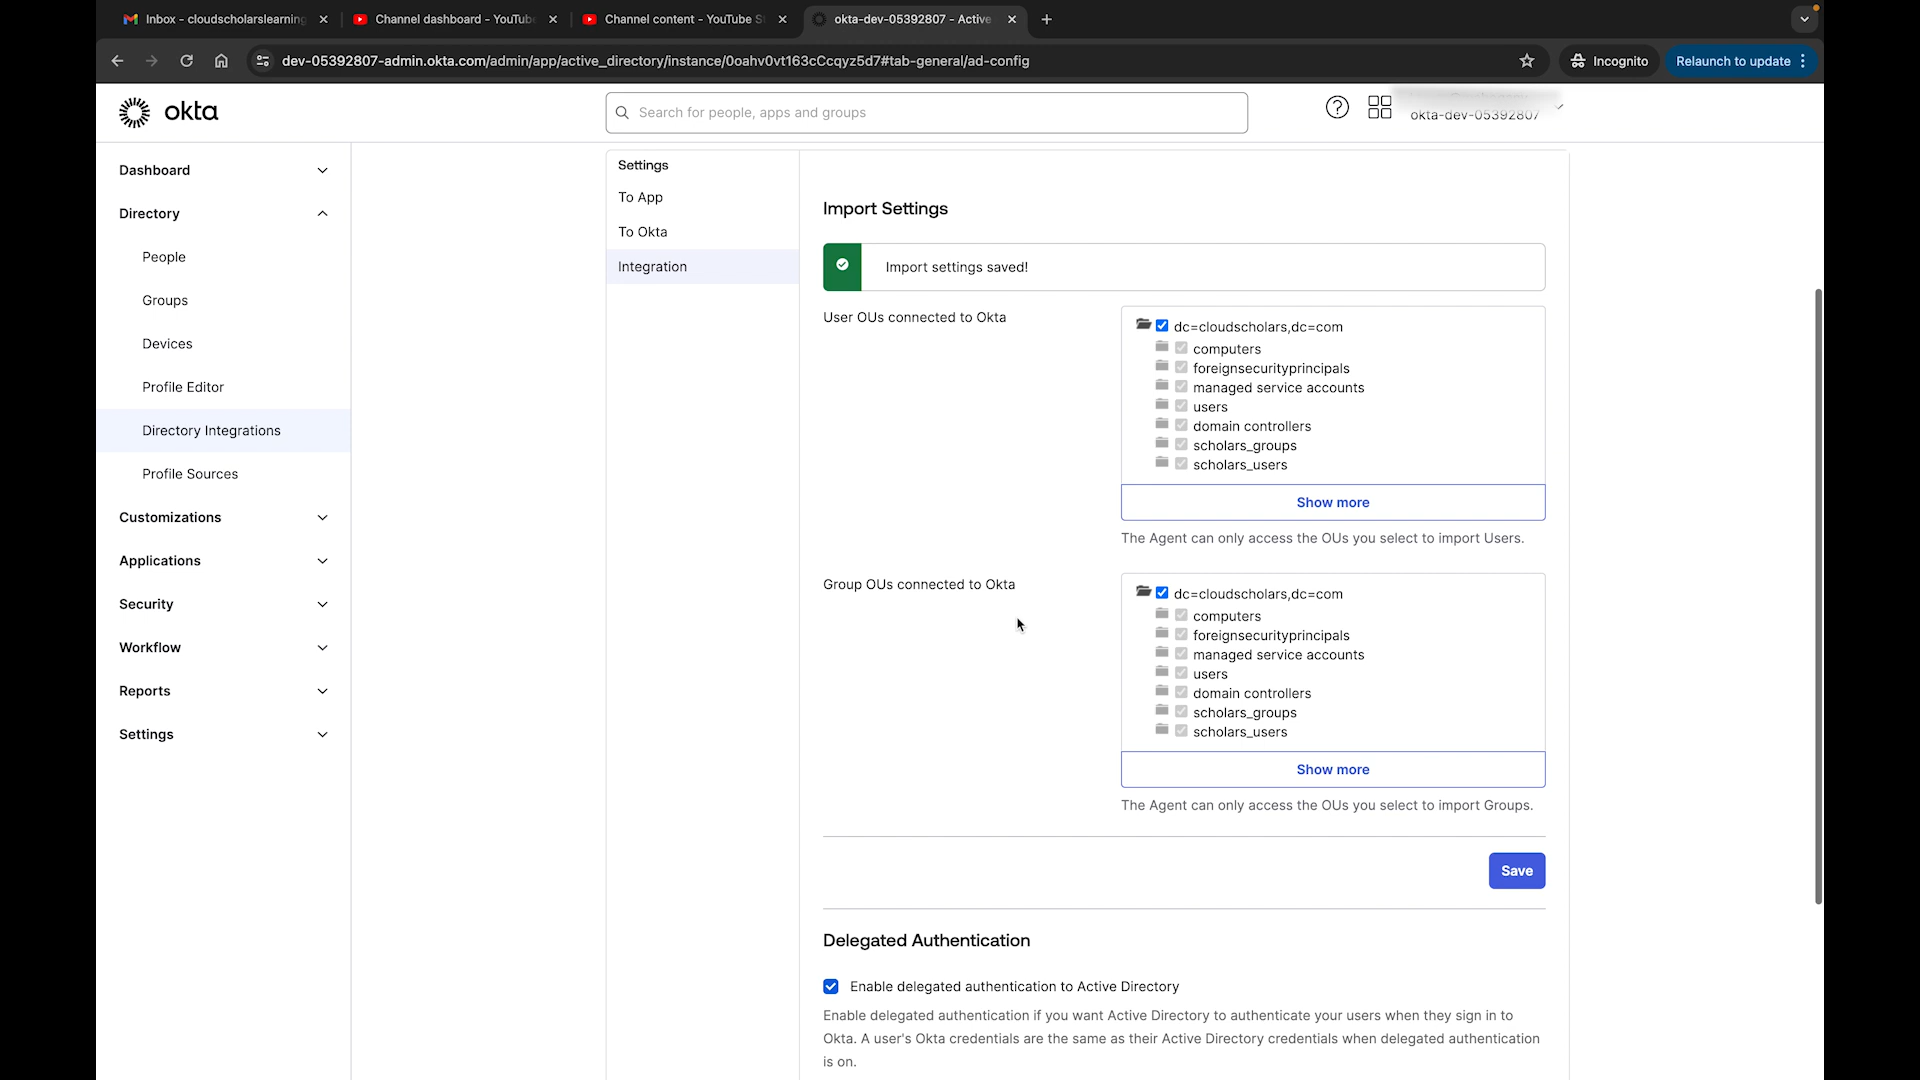 Inbox - cloudscholarslearning
Channel dashboard - YouTube
Channel content - YouTube S
okta-dev-05392807 - Active
dev-05392807-admin.okta.com/admin/app/active_directory/instance/0oahv0vt163cCcqyz5d7#tab-general/ad-config
Incognito
Relaunch to update
okta
Search for people, apps and groups
okta-dev-05392807
Dashboard
Directory
People
Groups
Devices
Profile Editor
Directory Integrations
Profile Sources
Customizations
Applications
Security
Workflow
Reports
Settings
Settings
To App
To Okta
Integration
Import Settings
Import settings saved!
User OUs connected to Okta
dc=cloudscholars,dc=com
computers
foreignsecurityprincipals
managed service accounts
users
domain controllers
scholars_groups
scholars_users
Show more
The Agent can only access the OUs you select to import Users.
Group OUs connected to Okta
dc=cloudscholars,dc=com
computers
foreignsecurityprincipals
managed service accounts
users
domain controllers
scholars_groups
scholars_users
Show more
The Agent can only access the OUs you select to import Groups.
Save
Delegated Authentication
Enable delegated authentication to Active Directory
Enable delegated authentication if you want Active Directory to authenticate your users when they sign in to
Okta. A user's Okta credentials are the same as their Active Directory credentials when delegated authentication
is on.